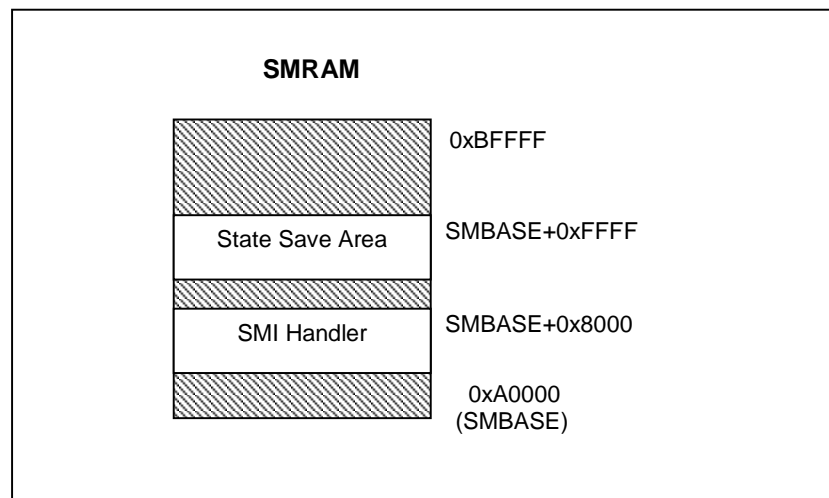 SMRAM
0xBFFFF
State Save Area
SMBASE+0xFFFF
SMI Handler
SMBASE+0x8000
0xA0000
(SMBASE)